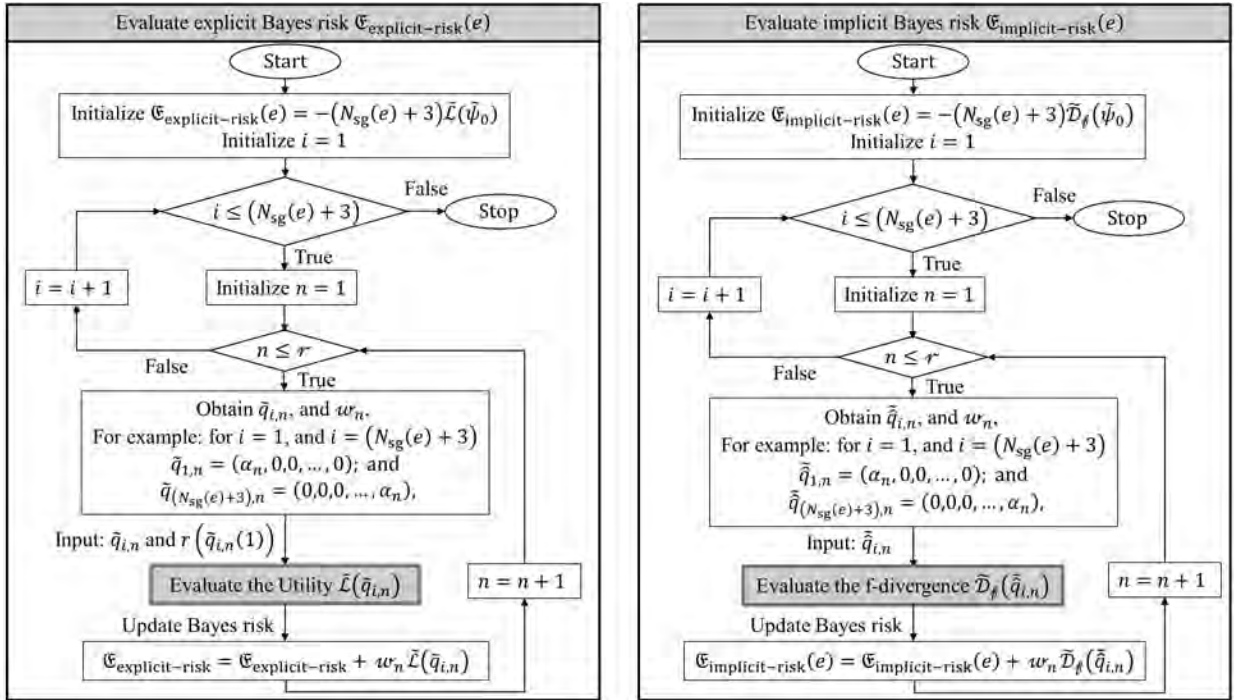 Evaluate explicit Bayes risk 𝕰explicit−risk(e)
Start
Initialize 𝕰explicit−risk(e) = −(Nsg(e) + 3)ℒ̃(ψ̃0)
Initialize i = 1
i ≤ (Nsg(e) + 3)
False
Stop
True
i = i + 1
Initialize n = 1
n ≤ 𝓇
False
True
Obtain q̃i,n, and 𝓌n,
For example: for i = 1, and i = (Nsg(e) + 3)
q̃1,n = (αn, 0,0, …, 0); and
q̃(Nsg(e)+3),n = (0,0,0, …, αn),
Input: q̃i,n and r (q̃i,n(1))
Evaluate the Utility ℒ̃(q̃i,n)
n = n + 1
Update Bayes risk
𝕰explicit−risk = 𝕰explicit−risk + 𝓌n ℒ̃(q̃i,n)
Evaluate implicit Bayes risk 𝕰implicit−risk(e)
Start
Initialize 𝕰implicit−risk(e) = −(Nsg(e) + 3)𝒟̃𝒻(ψ̃0)
Initialize i = 1
i ≤ (Nsg(e) + 3)
False
Stop
True
i = i + 1
Initialize n = 1
n ≤ 𝓇
False
True
Obtain q̃̂i,n, and 𝓌n,
For example: for i = 1, and i = (Nsg(e) + 3)
q̃̂1,n = (αn, 0,0, …, 0); and
q̃̂(Nsg(e)+3),n = (0,0,0, …, αn),
Input: q̃̂i,n
Evaluate the f-divergence 𝒟̃𝒻(q̃̂i,n)
n = n + 1
Update Bayes risk
𝕰implicit−risk(e) = 𝕰implicit−risk(e) + 𝓌n 𝒟̃𝒻(q̃̂i,n)